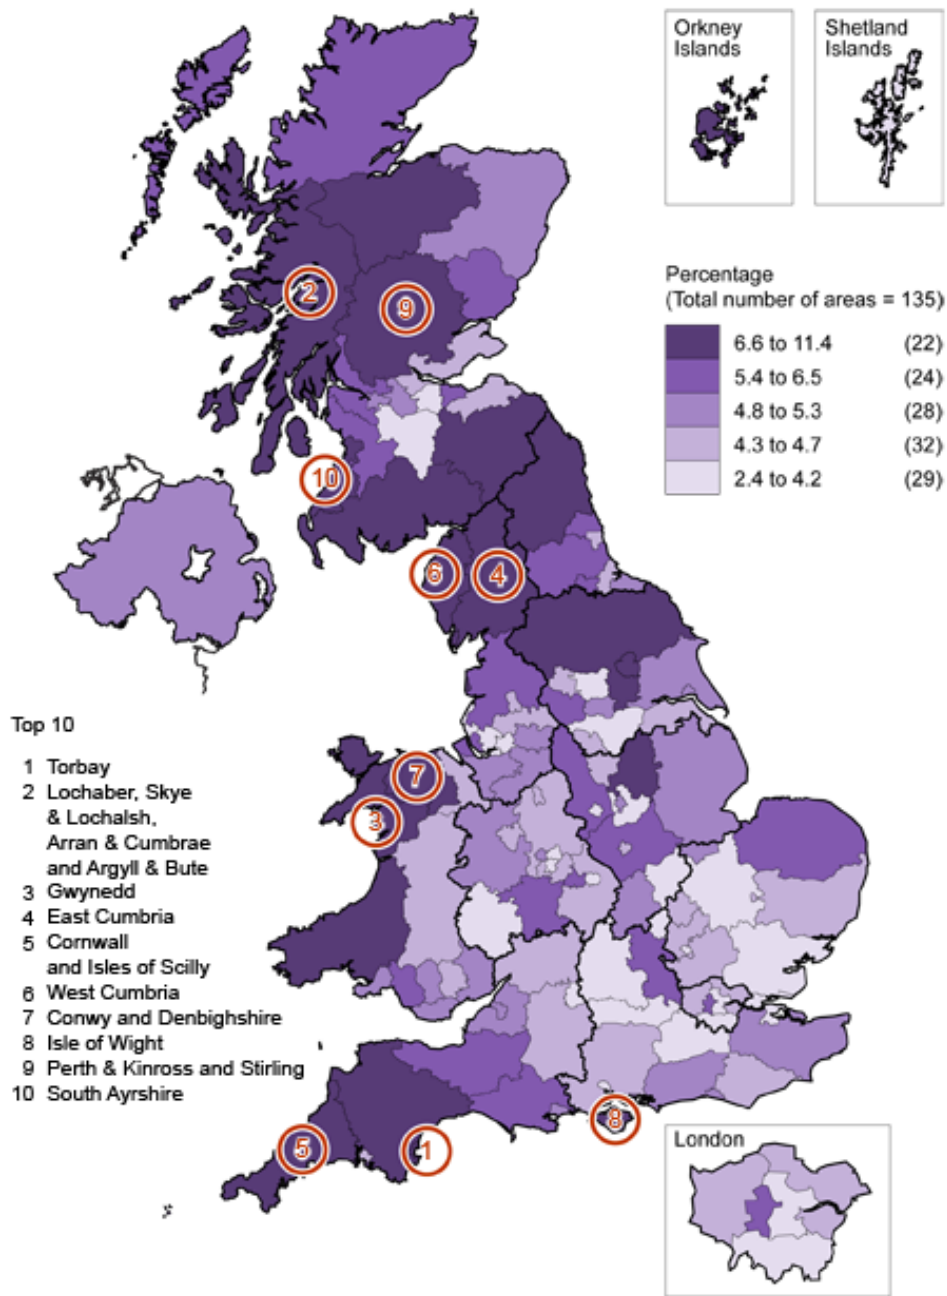 Orkney
Islands
Shetland
Islands
Percentage
(Total number of areas = 135)
6.6 to 11.4 (22)
5.4 to 6.5 (24)
4.8 to 5.3 (28)
4.3 to 4.7 (32)
2.4 to 4.2 (29)
2
9
10
6
4
7
3
8
5
1
Top 10
1 Torbay
2 Lochaber, Skye
& Lochalsh,
Arran & Cumbrae
and Argyll & Bute
3 Gwynedd
4 East Cumbria
5 Cornwall
and Isles of Scilly
6 West Cumbria
7 Conwy and Denbighshire
8 Isle of Wight
9 Perth & Kinross and Stirling
10 South Ayrshire
London